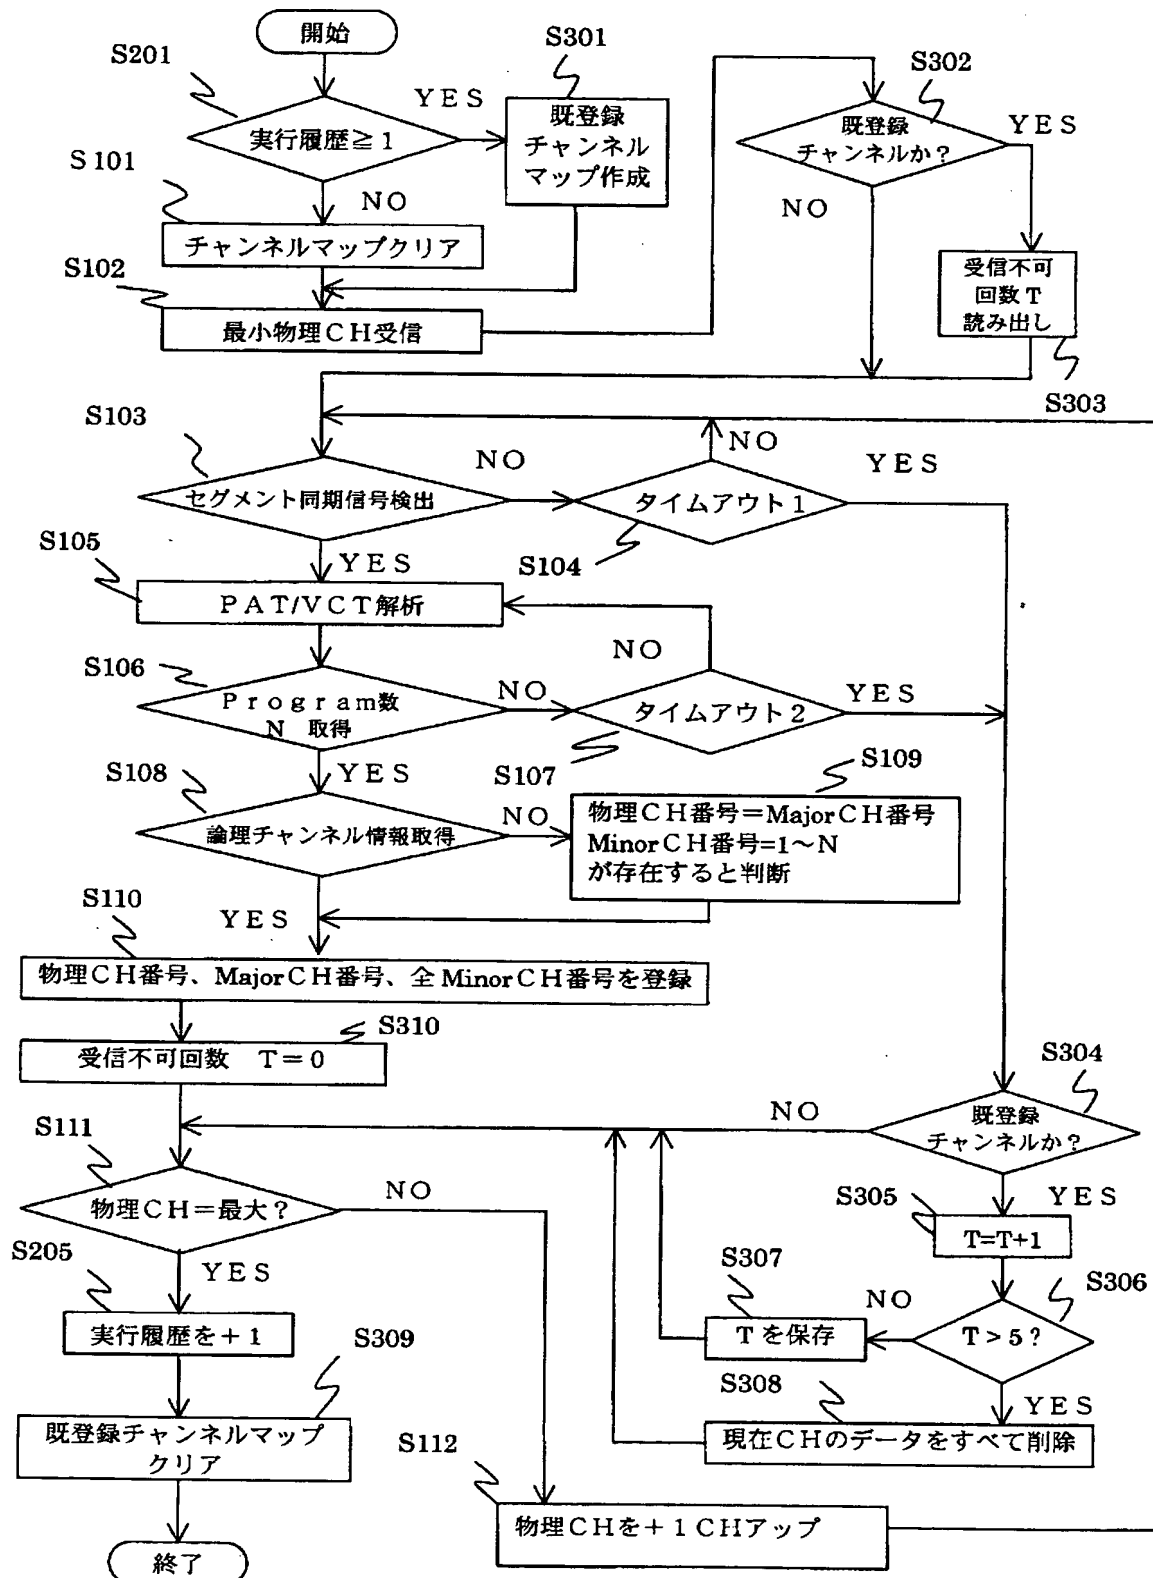 開始
S201
S301
S302
YES
実行履歴≧1
既登録
チャンネル
マップ作成
既登録
チャンネルか？
YES
S101
NO
NO
チャンネルマップクリア
S102
最小物理CH受信
受信不可
回数T
読み出し
S303
S103
NO
NO
YES
セグメント同期信号検出
タイムアウト1
S105
YES
S104
PAT/VCT解析
NO
S106
Program数
N 取得
NO
タイムアウト2
YES
S108
YES
S107
S109
論理チャンネル情報取得
NO
物理CH番号＝MajorCH番号
MinorCH番号=1～N
が存在すると判断
S110
YES
物理CH番号、MajorCH番号、全MinorCH番号を登録
S310
受信不可回数 T＝0
S304
S111
NO
既登録
チャンネルか？
物理CH＝最大？
NO
S305
YES
T=T+1
S205
YES
S307
S306
実行履歴を＋1
NO
Tを保存
T＞5？
S309
S308
YES
既登録チャンネルマップ
クリア
S112
現在CHのデータをすべて削除
物理CHを＋1CHアップ
終了